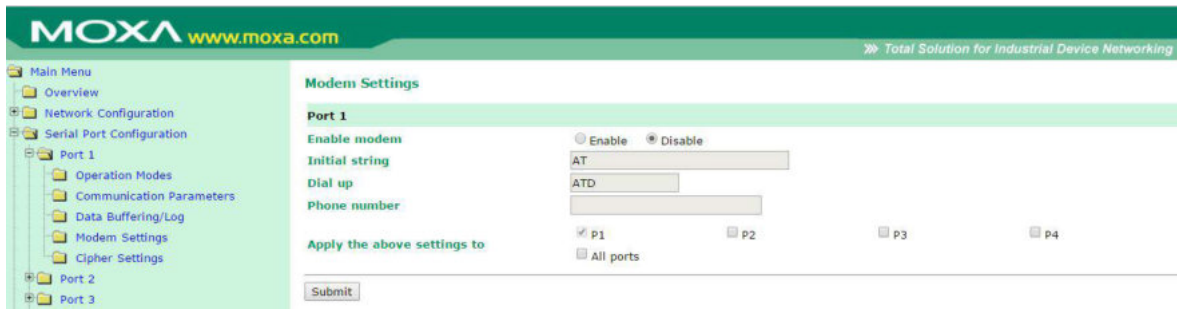 MOXA www.moxa.com
Total Solution for Industrial Device Networking
Main Menu
Overview
Network Configuration
Serial Port Configuration
Port 1
Operation Modes
Communication Parameters
Data Buffering/Log
Modem Settings
Cipher Settings
Port 2
Port 3
Modem Settings
Port 1
Enable modem Enable Disable
Initial string AT
Dial up ATD
Phone number
Apply the above settings to P1 P2 P3 P4
All ports
Submit